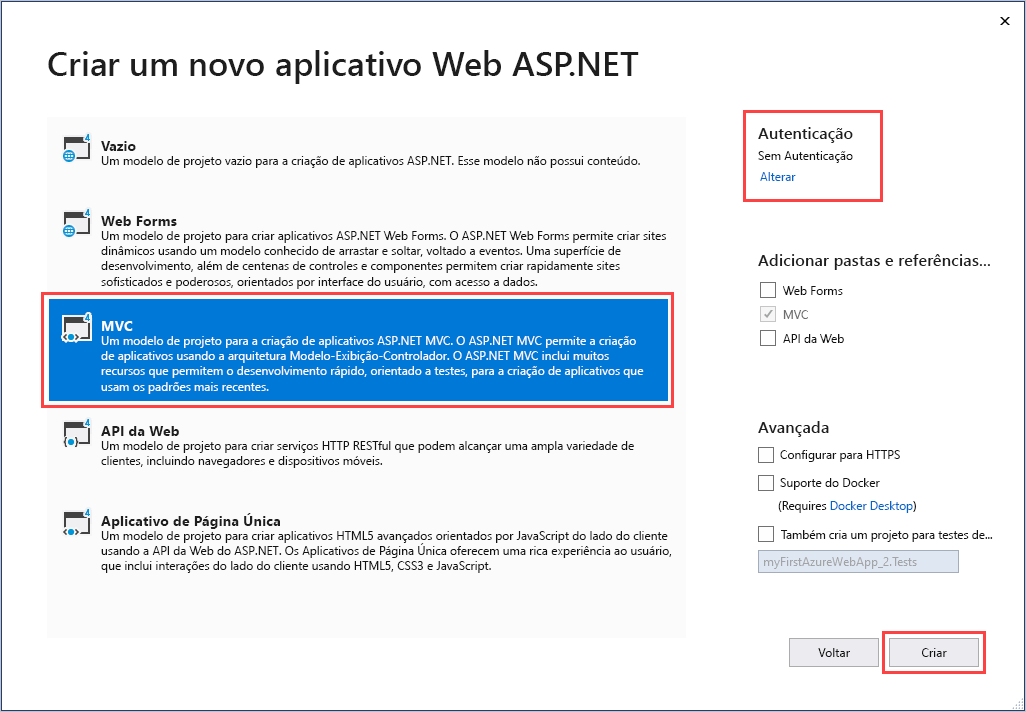 Criar um novo aplicativo Web ASP.NET
4
Vazio
Um modelo de projeto vazio para a criação de aplicativos ASP.NET. Esse modelo não possui conteúdo.
4
Web Forms
Um modelo de projeto para criar aplicativos ASP.NET Web Forms. O ASP.NET Web Forms permite criar sites
dinâmicos usando um modelo conhecido de arrastar e soltar, voltado a eventos. Uma superfície de
desenvolvimento, além de centenas de controles e componentes permitem criar rapidamente sites
sofisticados e poderosos, orientados por interface do usuário, com acesso a dados.
4
MVC
Um modelo de projeto para a criação de aplicativos ASP.NET MVC. O ASP.NET MVC permite a criação
de aplicativos usando a arquitetura Modelo-Exibição-Controlador. O ASP.NET MVC inclui muitos
recursos que permitem o desenvolvimento rápido, orientado a testes, para a criação de aplicativos que
usam os padrões mais recentes.
4
API da Web
Um modelo de projeto para criar serviços HTTP RESTful que podem alcançar uma ampla variedade de
clientes, incluindo navegadores e dispositivos móveis.
4
Aplicativo de Página Única
Um modelo de projeto para criar aplicativos HTML5 avançados orientados por JavaScript do lado do cliente
usando a API da Web do ASP.NET. Os Aplicativos de Página Única oferecem uma rica experiência ao usuário,
que inclui interações do lado do cliente usando HTML5, CSS3 e JavaScript.
Autenticação
Sem Autenticação
Alterar
Adicionar pastas e referências...
Web Forms
MVC
API da Web
Avançada
Configurar para HTTPS
Suporte do Docker
(Requires Docker Desktop)
Também cria um projeto para testes de...
myFirstAzureWebApp_2.Tests
Voltar
Criar